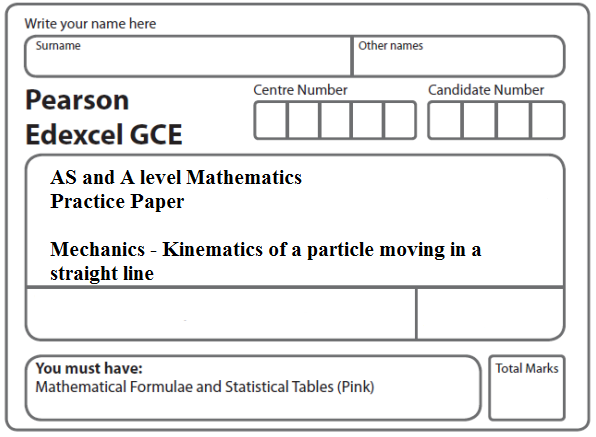 Write your name here
Surname
Other names
Pearson
Edexcel GCE
Centre Number
Candidate Number
AS and A level Mathematics
Practice Paper
Mechanics - Kinematics of a particle moving in a
straight line
You must have:
Mathematical Formulae and Statistical Tables (Pink)
Total Marks